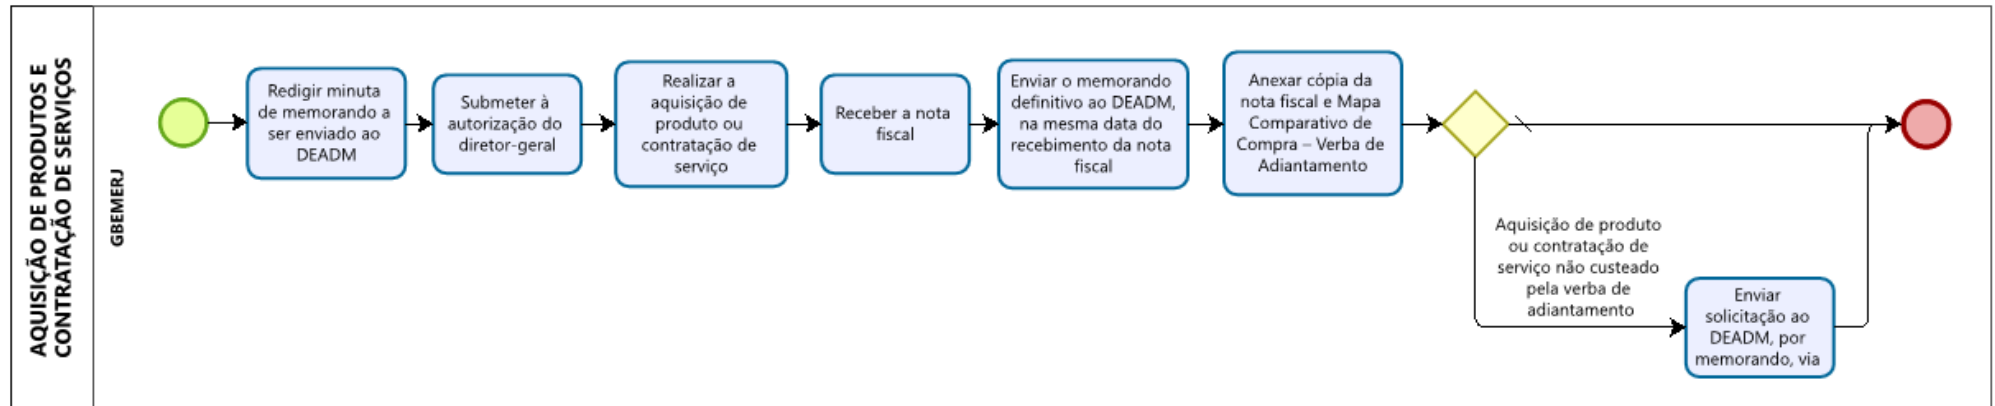 AQUISIÇÃO DE PRODUTOS E
CONTRATAÇÃO DE SERVIÇOS
GBEMERJ
Redigir minuta
de memorando a
ser enviado ao
DEADM
Submeter à
autorização do
diretor-geral
Realizar a
aquisição de
produto ou
contratação de
serviço
Receber a nota
fiscal
Enviar o memorando
definitivo ao DEADM,
na mesma data do
recebimento da nota
fiscal
Anexar cópia da
nota fiscal e Mapa
Comparativo de
Compra – Verba de
Adiantamento
Aquisição de produto
ou contratação de
serviço não custeado
pela verba de
adiantamento
Enviar
solicitação ao
DEADM, por
memorando, via